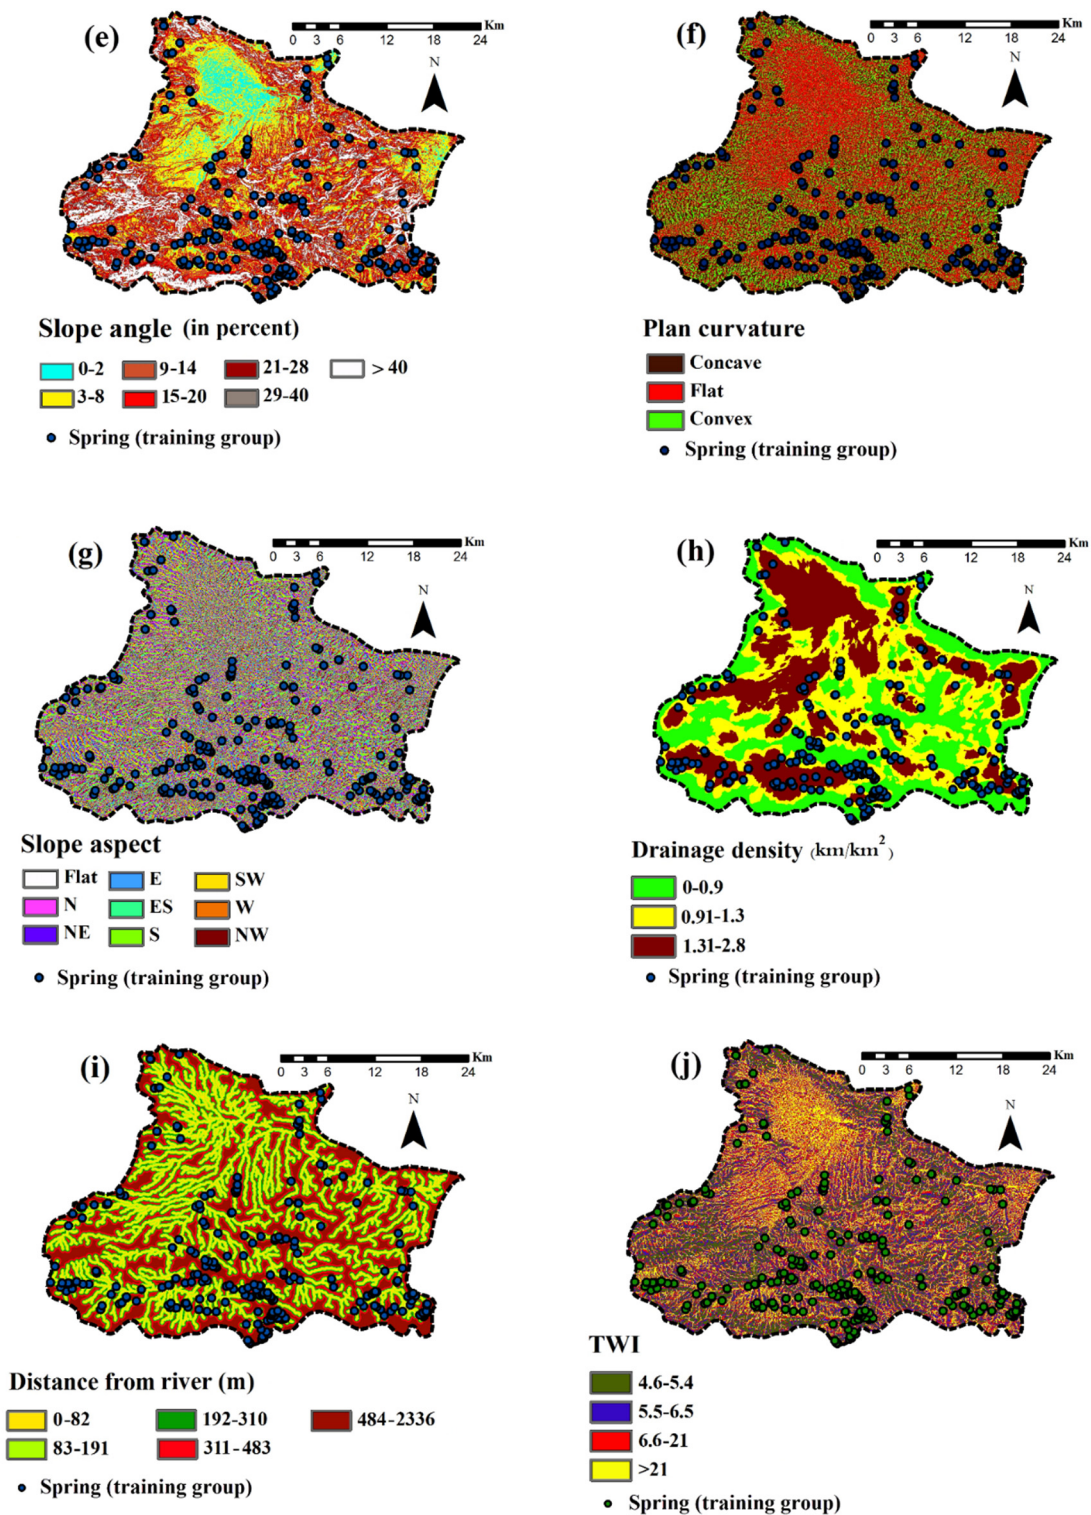 (e)
Km
0 3 6 12 18 24
N
Slope angle (in percent)
0-2 9-14 21-28 > 40
3-8 15-20 29-40
Spring (training group)
(f)
Km
0 3 6 12 18 24
N
Plan curvature
Concave
Flat
Convex
Spring (training group)
(g)
Km
0 3 6 12 18 24
N
Slope aspect
Flat E SW
N ES W
NE S NW
Spring (training group)
(h)
Km
0 3 6 12 18 24
N
Drainage density (km/km²)
0-0.9
0.91-1.3
1.31-2.8
Spring (training group)
(i)
Km
0 3 6 12 18 24
N
Distance from river (m)
0-82 192-310 484-2336
83-191 311-483
Spring (training group)
(j)
Km
0 3 6 12 18 24
N
TWI
4.6-5.4
5.5-6.5
6.6-21
>21
Spring (training group)